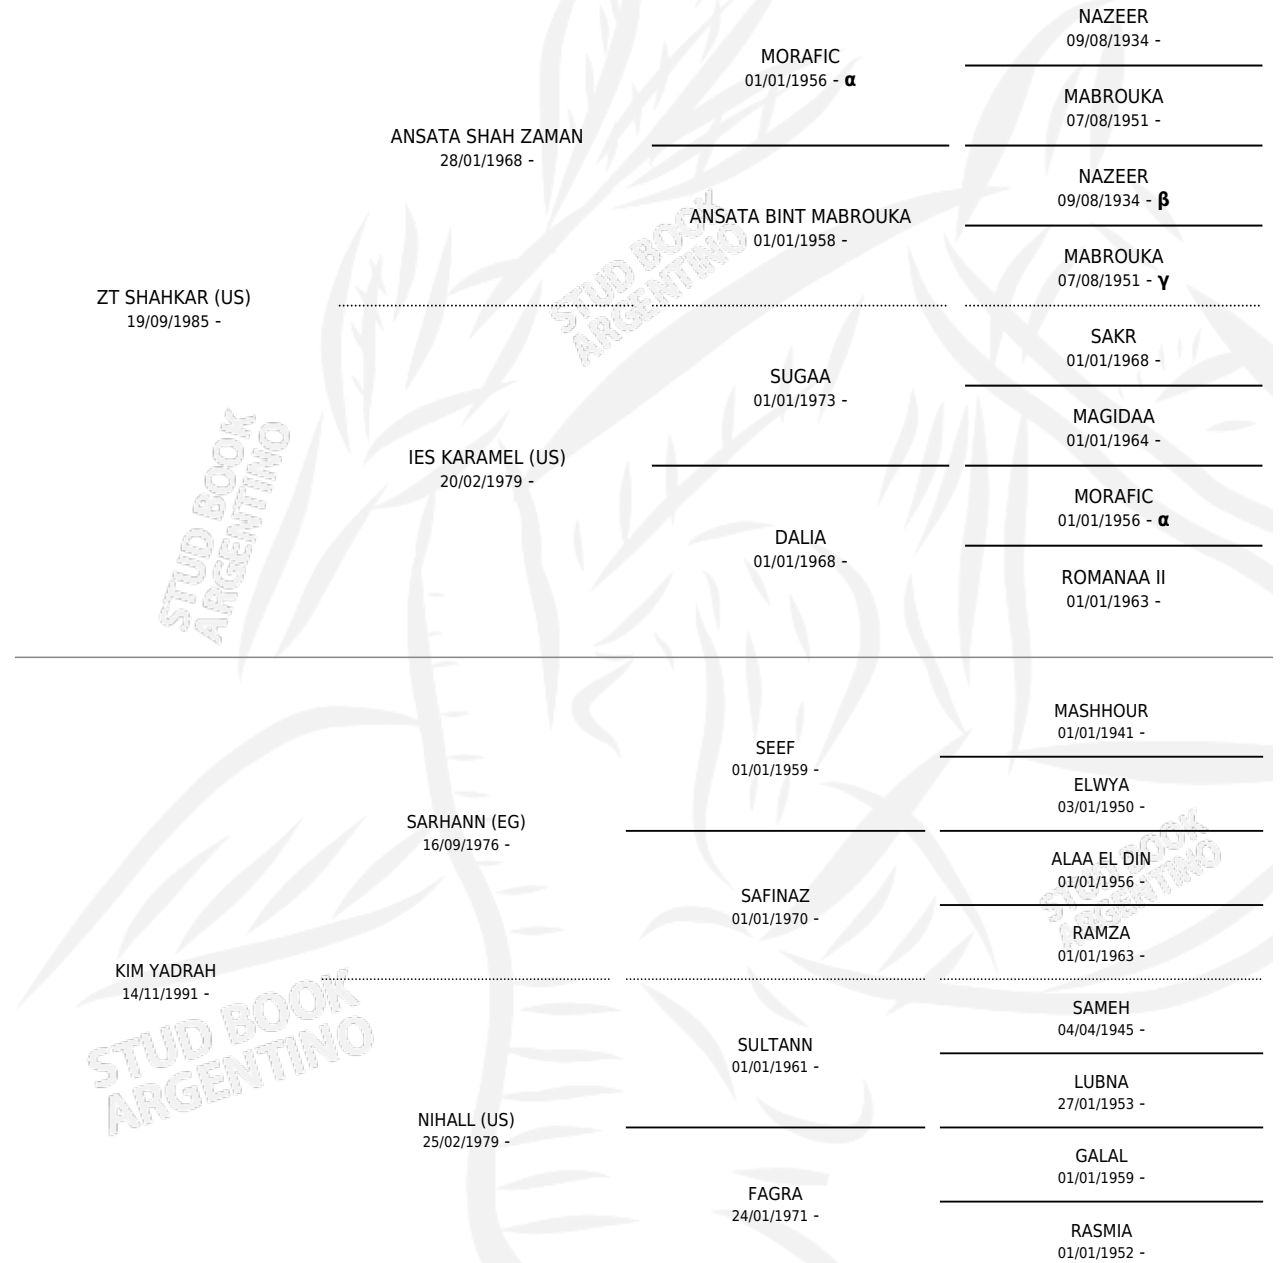 NAZEER
09/08/1934 -
MORAFIC
01/01/1956 - α
MABROUKA
07/08/1951 -
ANSATA SHAH ZAMAN
28/01/1968 -
NAZEER
09/08/1934 - β
ANSATA BINT MABROUKA
01/01/1958 -
MABROUKA
07/08/1951 - γ
ZT SHAHKAR (US)
19/09/1985 -
SAKR
01/01/1968 -
SUGAA
01/01/1973 -
MAGIDAA
01/01/1964 -
IES KARAMEL (US)
20/02/1979 -
MORAFIC
01/01/1956 - α
DALIA
01/01/1968 -
ROMANAA II
01/01/1963 -
MASHHOUR
01/01/1941 -
SEEF
01/01/1959 -
ELWYA
03/01/1950 -
SARHANN (EG)
16/09/1976 -
ALAA EL DIN
01/01/1956 -
SAFINAZ
01/01/1970 -
RAMZA
01/01/1963 -
KIM YADRAH
14/11/1991 -
SAMEH
04/04/1945 -
SULTANN
01/01/1961 -
LUBNA
27/01/1953 -
NIHALL (US)
25/02/1979 -
GALAL
01/01/1959 -
FAGRA
24/01/1971 -
RASMIA
01/01/1952 -
STUD BOOK
ARGENTINO
STUD BOOK
ARGENTINO
STUD BOOK
ARGENTINO
STUD BOOK
ARGENTINO